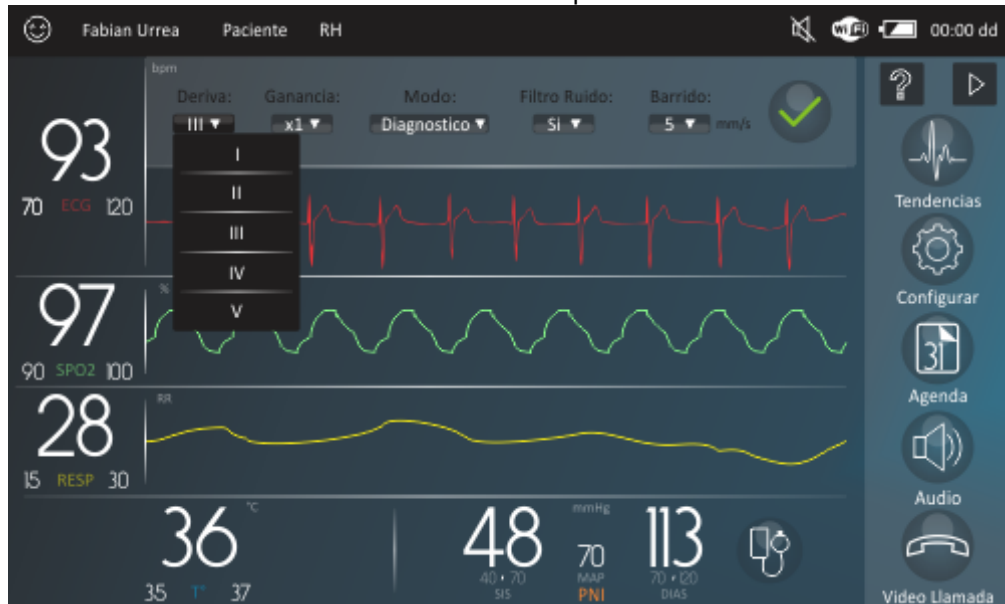 Fabian Urrea Paciente RH WiFi 00:00 dd
bpm
Deriva: Ganancia: Modo: Filtro Ruido: Barrido:
III ▼ x1 ▼ Diagnostico ▼ Si ▼ 5 ▼ mm/s
I
II
III
IV
V
93
70 ECG 120
%
97
90 SPO2 100
RR
28
15 RESP 30
°C
36
35 T° 37
mmHg
48 70 113
40 • 70 MAP 70 • 120
SIS PNI DIAS
?
Tendencias
Configurar
31
Agenda
Audio
Video Llamada